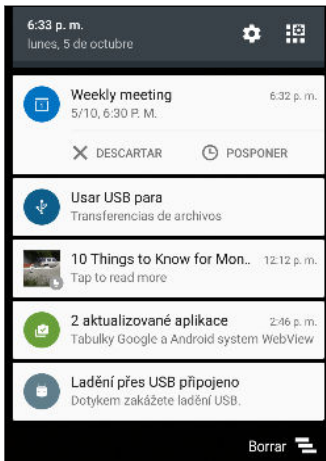 6:33 p. m.
lunes, 5 de octubre
Weekly meeting 6:32 p. m.
5/10, 6:30 P. M.
DESCARTAR POSPONER
Usar USB para
Transferencias de archivos
10 Things to Know for Mon.. 12:12 p. m.
Tap to read more
2 aktualizované aplikace 2:46 p. m.
Tabulky Google a Android system WebView
Ladění přes USB připojeno
Dotykem zakážete ladění USB.
Borrar